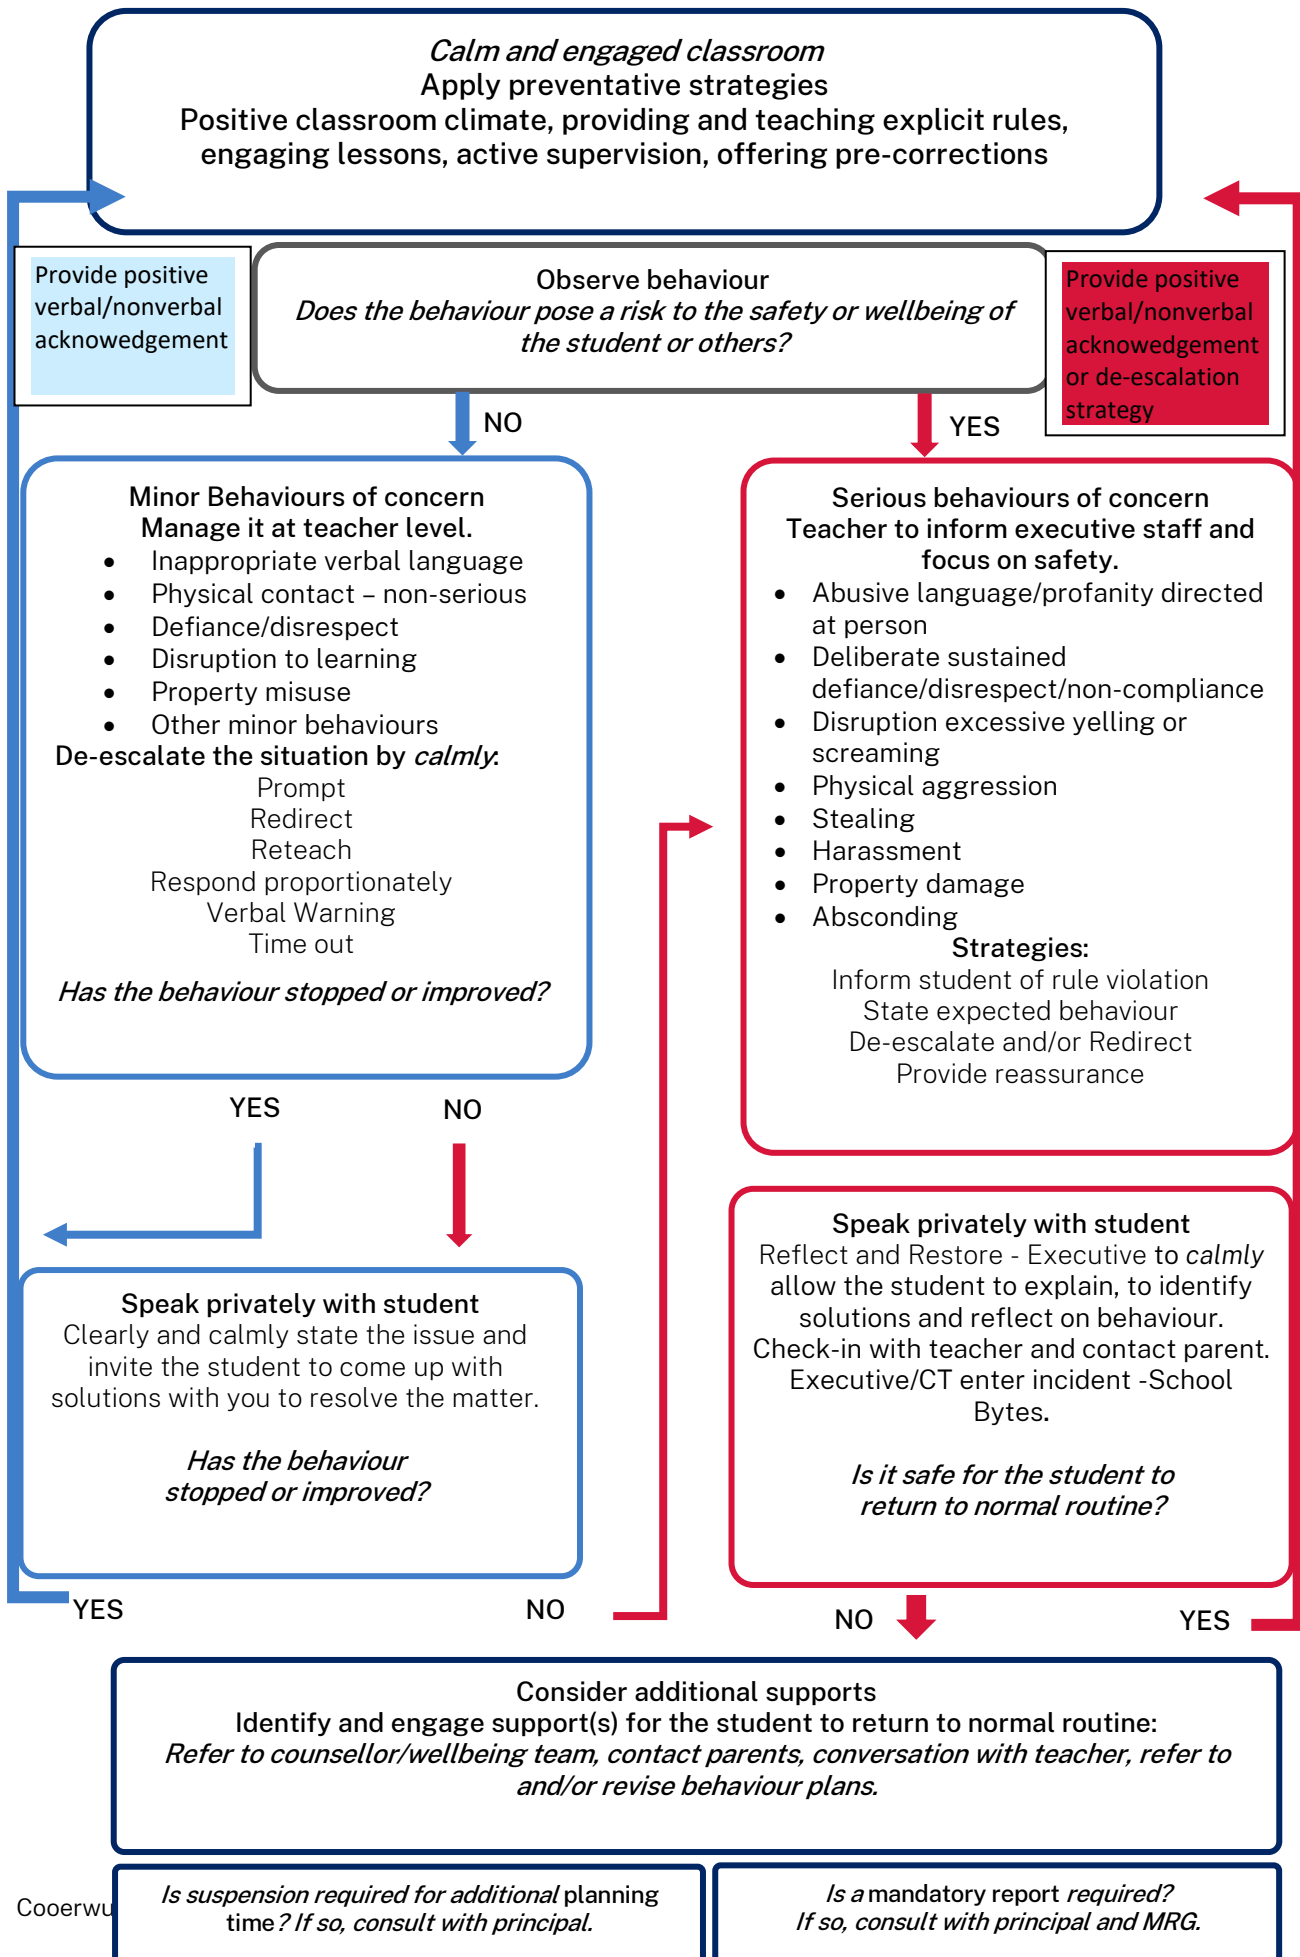 Calm and engaged classroom
Apply preventative strategies
Positive classroom climate, providing and teaching explicit rules,
engaging lessons, active supervision, offering pre-corrections
Provide positive
verbal/nonverbal
acknowedgement
Observe behaviour
Does the behaviour pose a risk to the safety or wellbeing of
the student or others?
Provide positive
verbal/nonverbal
acknowedgement
or de-escalation
strategy
NO
YES
Minor Behaviours of concern
Manage it at teacher level.
• Inappropriate verbal language
• Physical contact – non-serious
• Defiance/disrespect
• Disruption to learning
• Property misuse
• Other minor behaviours
De-escalate the situation by calmly:
Prompt
Redirect
Reteach
Respond proportionately
Verbal Warning
Time out
Has the behaviour stopped or improved?
YES
NO
Speak privately with student
Clearly and calmly state the issue and
invite the student to come up with
solutions with you to resolve the matter.
Has the behaviour
stopped or improved?
YES
NO
Serious behaviours of concern
Teacher to inform executive staff and
focus on safety.
• Abusive language/profanity directed
at person
• Deliberate sustained
defiance/disrespect/non-compliance
• Disruption excessive yelling or
screaming
• Physical aggression
• Stealing
• Harassment
• Property damage
• Absconding
Strategies:
Inform student of rule violation
State expected behaviour
De-escalate and/or Redirect
Provide reassurance
Speak privately with student
Reflect and Restore - Executive to calmly
allow the student to explain, to identify
solutions and reflect on behaviour.
Check-in with teacher and contact parent.
Executive/CT enter incident -School
Bytes.
Is it safe for the student to
return to normal routine?
NO
YES
Consider additional supports
Identify and engage support(s) for the student to return to normal routine:
Refer to counsellor/wellbeing team, contact parents, conversation with teacher, refer to
and/or revise behaviour plans.
Cooerwu
Is suspension required for additional planning
time? If so, consult with principal.
Is a mandatory report required?
If so, consult with principal and MRG.